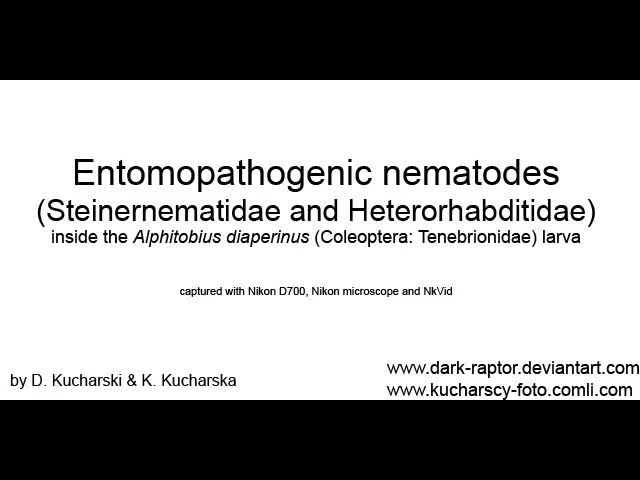 Entomopathogenic nematodes
(Steinernematidae and Heterorhabditidae)
inside the Alphitobius diaperinus (Coleoptera: Tenebrionidae) larva
captured with Nikon D700, Nikon microscope and NkVid
by D. Kucharski & K. Kucharska
www.dark-raptor.deviantart.com
www.kucharscy-foto.comli.com